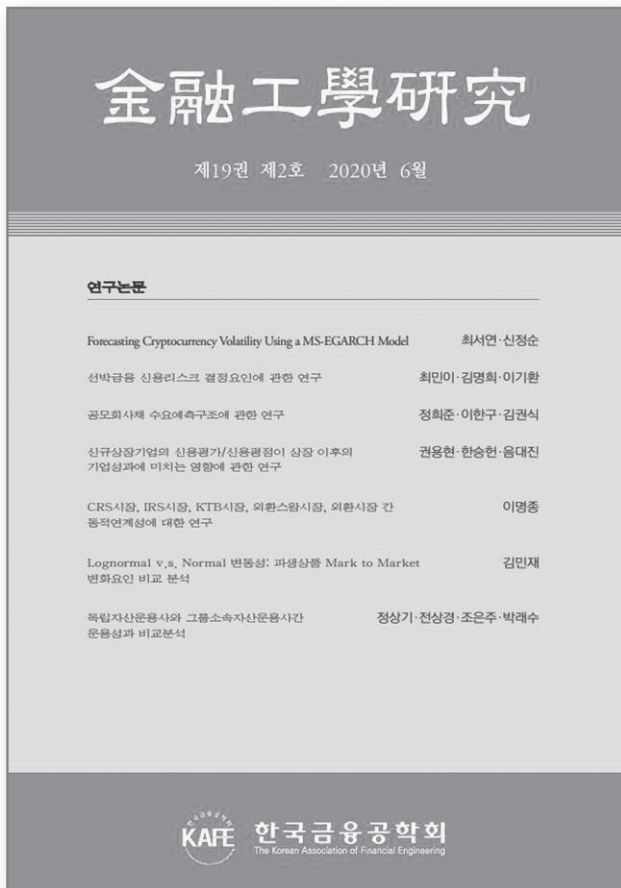 金融工學硏究
제19권 제2호 2020년 6월
연구논문
Forecasting Cryptocurrency Volatility Using a MS-EGARCH Model 최서연·신정순
선박금융 신용리스크 결정요인에 관한 연구 최민이·김명희·이기환
공모회사채 수요예측구조에 관한 연구 정희준·이한구·김권식
신규상장기업의 신용평가/신용평점이 상장 이후의 권용현·한승헌·음대진
기업성과에 미치는 영향에 관한 연구
CRS시장, IRS시장, KTB시장, 외환스왑시장, 외환시장 간 이명종
동적연계성에 대한 연구
Lognormal v.s. Normal 변동성: 파생상품 Mark to Market 김민재
변화요인 비교 분석
독립자산운용사와 그룹소속자산운용사간 정상기·전상경·조은주·박래수
운용성과 비교분석
한국금융공학회
KAFE 한국금융공학회
The Korean Association of Financial Engineering